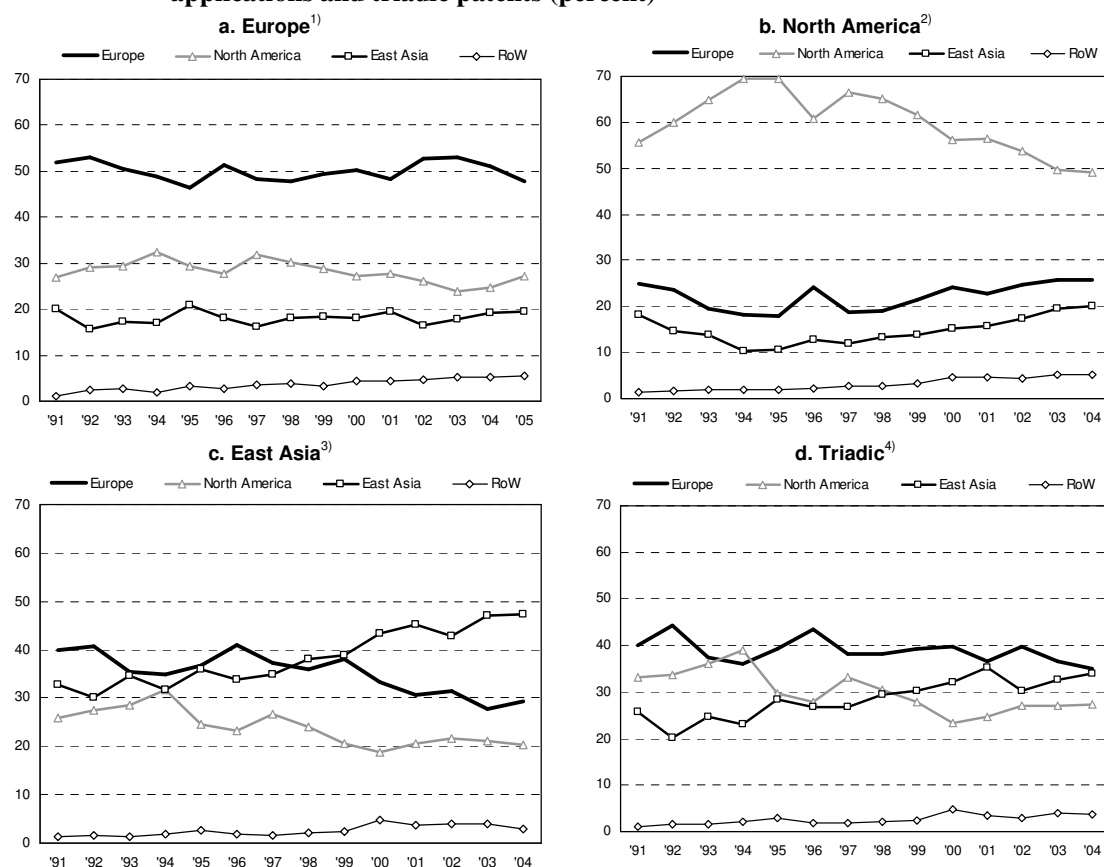 applications and triadic patents (percent)
a. Europe1)
Europe North America East Asia RoW
70
60
50
40
30
20
10
0
'91 '92 '93 '94 '95 '96 '97 '98 '99 '00 '01 '02 '03 '04 '05
b. North America2)
Europe North America East Asia RoW
70
60
50
40
30
20
10
0
'91 '92 '93 '94 '95 '96 '97 '98 '99 '00 '01 '02 '03 '04
c. East Asia3)
Europe North America East Asia RoW
70
60
50
40
30
20
10
0
'91 '92 '93 '94 '95 '96 '97 '98 '99 '00 '01 '02 '03 '04
d. Triadic4)
Europe North America East Asia RoW
70
60
50
40
30
20
10
0
'91 '92 '93 '94 '95 '96 '97 '98 '99 '00 '01 '02 '03 '04